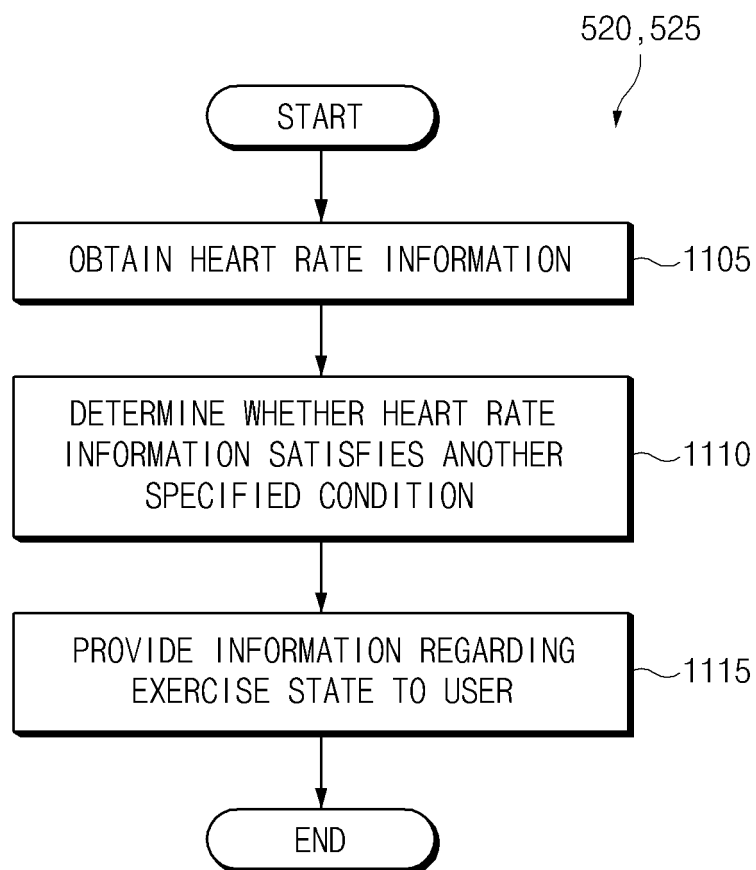 520,525
START
OBTAIN HEART RATE INFORMATION
1105
DETERMINE WHETHER HEART RATE
INFORMATION SATISFIES ANOTHER
SPECIFIED CONDITION
1110
PROVIDE INFORMATION REGARDING
EXERCISE STATE TO USER
1115
END